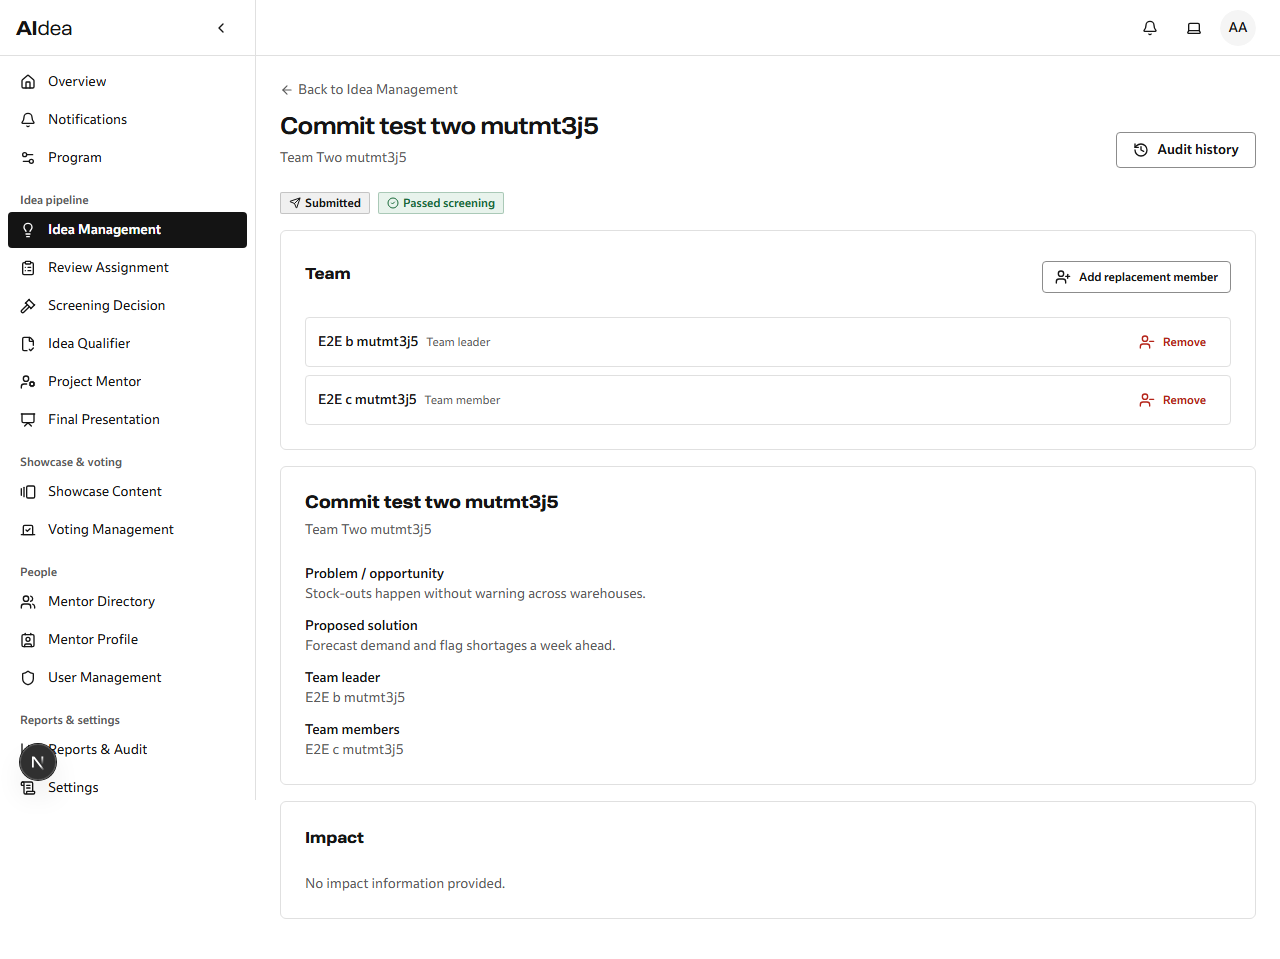 AIdea
AA
Overview
Notifications
Program
Idea pipeline
Idea Management
Review Assignment
Screening Decision
Idea Qualifier
Project Mentor
Final Presentation
Showcase & voting
Showcase Content
Voting Management
People
Mentor Directory
Mentor Profile
User Management
Reports & settings
Reports & Audit
N
Settings
Back to Idea Management
Commit test two mutmt3j5
Team Two mutmt3j5
Audit history
Submitted
Passed screening
Team
Add replacement member
E2E b mutmt3j5 Team leader
Remove
E2E c mutmt3j5 Team member
Remove
Commit test two mutmt3j5
Team Two mutmt3j5
Problem / opportunity
Stock-outs happen without warning across warehouses.
Proposed solution
Forecast demand and flag shortages a week ahead.
Team leader
E2E b mutmt3j5
Team members
E2E c mutmt3j5
Impact
No impact information provided.